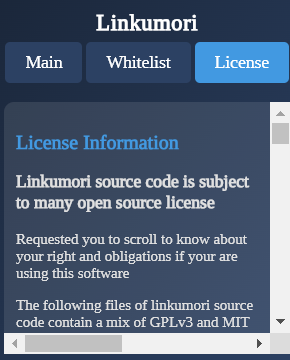 Linkumori
Main Whitelist License
License Information
Linkumori source code is subject
to many open source license
Requested you to scroll to know about
your right and obligations if your are
using this software
The following files of linkumori source
code contain a mix of GPLv3 and MIT